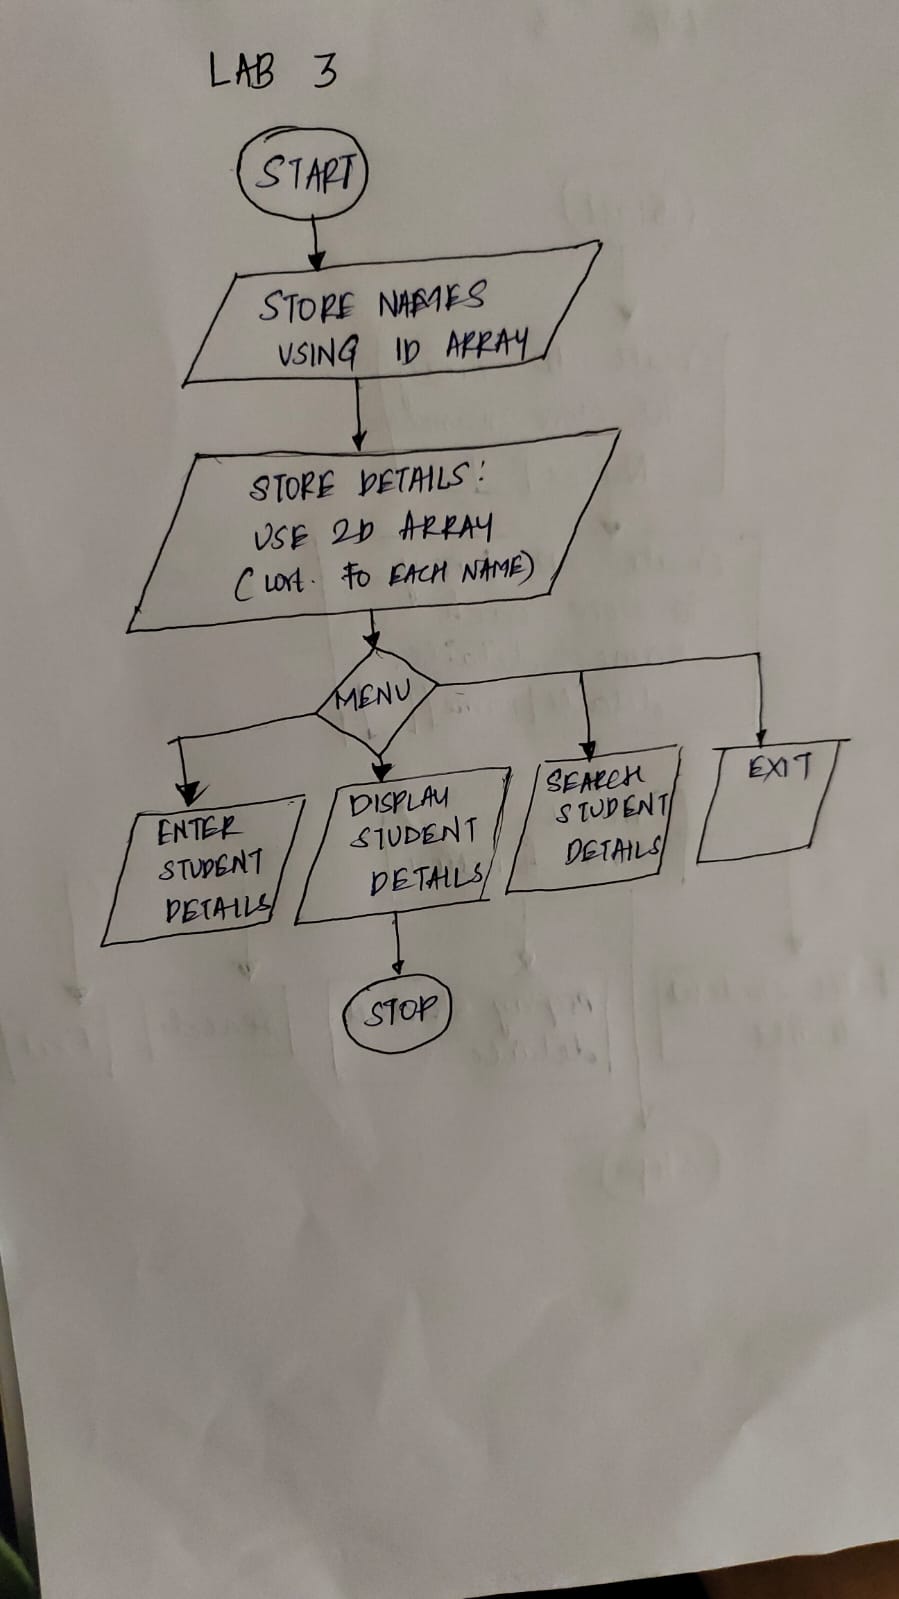 LAB 3
START
STORE NAMES
USING 1D ARRAY
STORE DETAILS:
USE 2D ARRAY
( TO EACH NAME)
MENU
ENTER
STUDENT
DETAILS
DISPLAY
STUDENT
DETAILS
SEARCH
STUDENT
DETAILS
EXIT
STOP